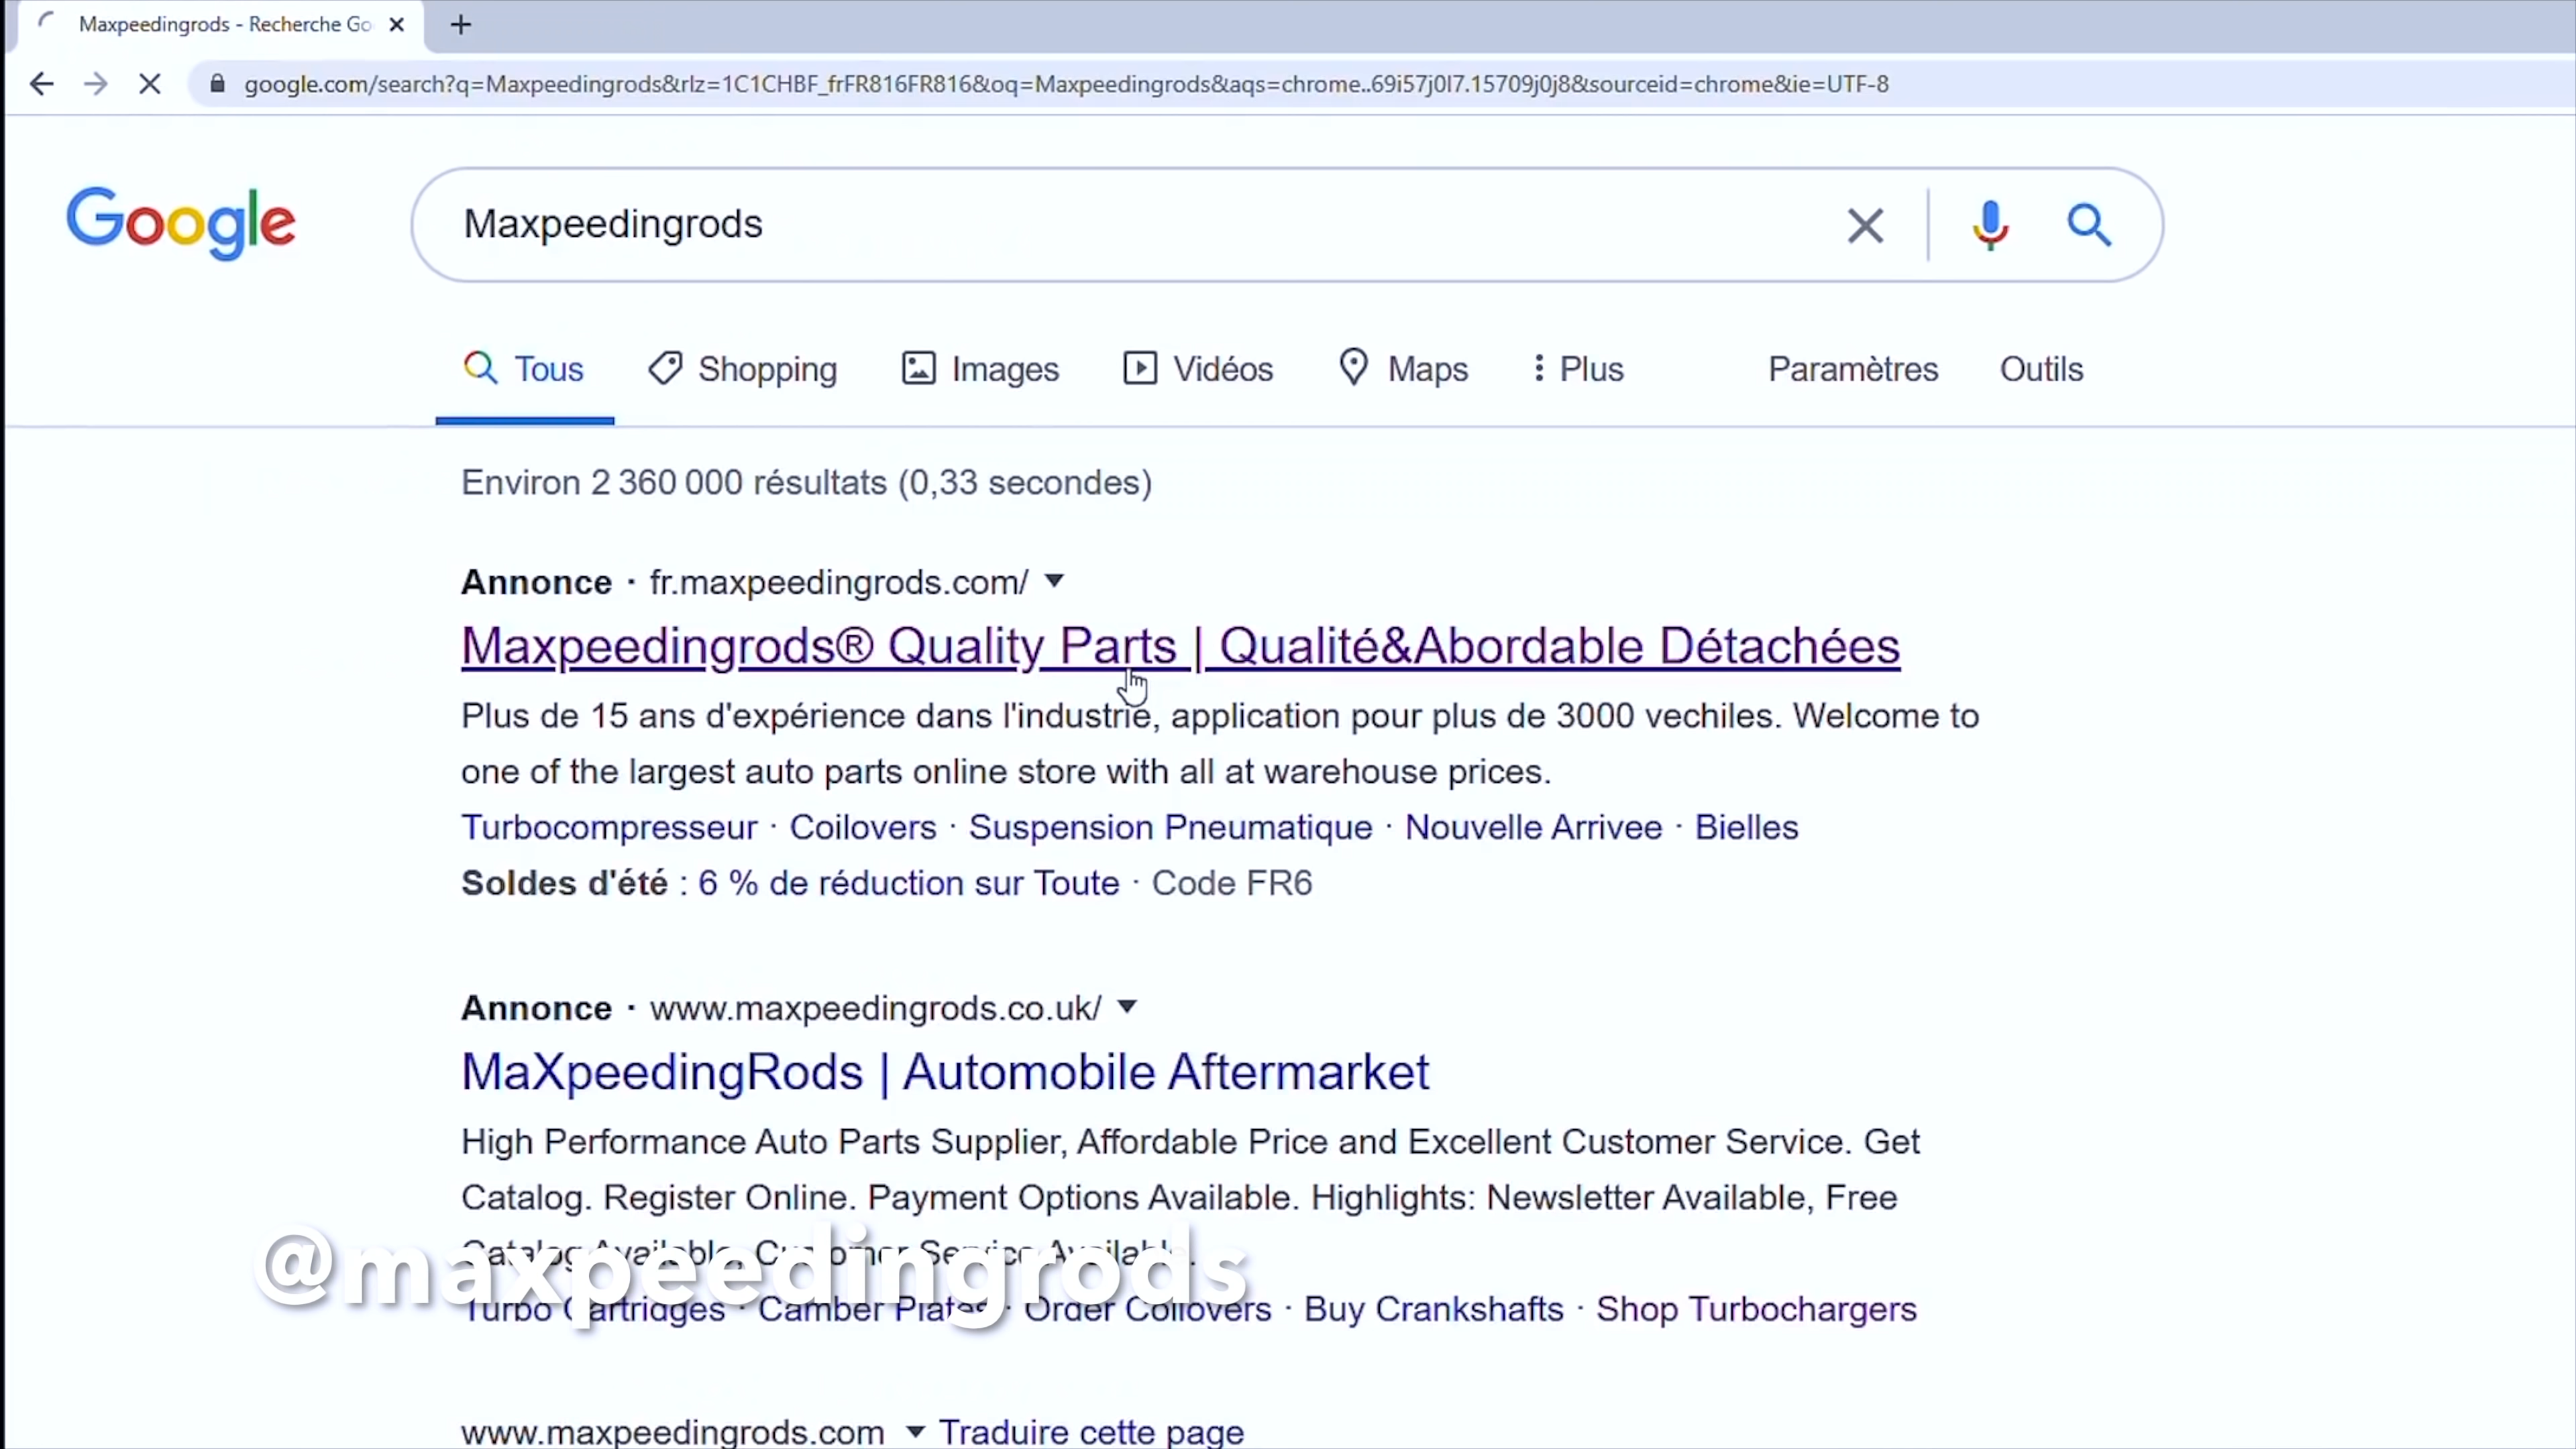 Maxpeedingrods - Recherche Go
google.com/search?q=Maxpeedingrods&rlz=1C1CHBF_frFR816FR816&oq=Maxpeedingrods&aqs=chrome..69i57j0l7.15709j0j8&sourceid=chrome&ie=UTF-8
Google
Maxpeedingrods
Tous Shopping Images Vidéos Maps Plus Paramètres Outils
Environ 2 360 000 résultats (0,33 secondes)
Annonce · fr.maxpeedingrods.com/
Maxpeedingrods® Quality Parts | Qualité&Abordable Détachées
Plus de 15 ans d'expérience dans l'industrie, application pour plus de 3000 vechiles. Welcome to
one of the largest auto parts online store with all at warehouse prices.
Turbocompresseur · Coilovers · Suspension Pneumatique · Nouvelle Arrivee · Bielles
Soldes d'été : 6 % de réduction sur Toute · Code FR6
Annonce · www.maxpeedingrods.co.uk/
MaXpeedingRods | Automobile Aftermarket
High Performance Auto Parts Supplier, Affordable Price and Excellent Customer Service. Get
Catalog. Register Online. Payment Options Available. Highlights: Newsletter Available, Free
Catalog Available, Customer Service Available.
@maxpeedingrods
Turbo Cartridges · Camber Plates · Order Coilovers · Buy Crankshafts · Shop Turbochargers
www.maxpeedingrods.com Traduire cette page